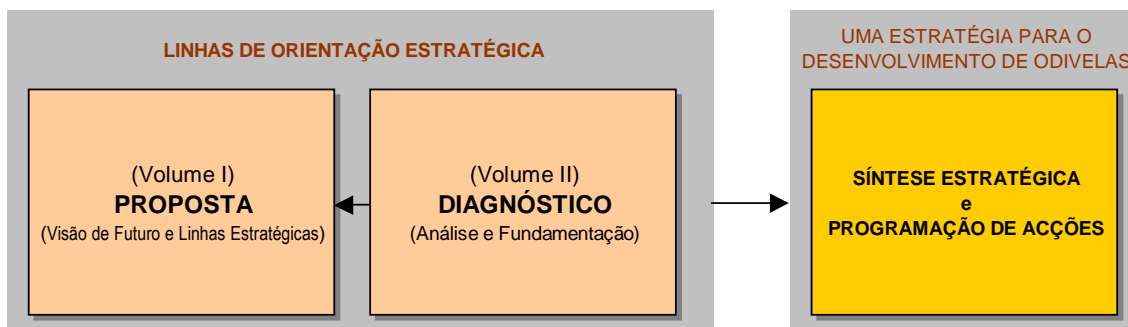 LINHAS DE ORIENTAÇÃO ESTRATÉGICA
(Volume I)
PROPOSTA
(Visão de Futuro e Linhas Estratégicas)
(Volume II)
DIAGNÓSTICO
(Análise e Fundamentação)
UMA ESTRATÉGIA PARA O
DESENVOLVIMENTO DE ODIVELAS
SÍNTESE ESTRATÉGICA
e
PROGRAMAÇÃO DE ACÇÕES